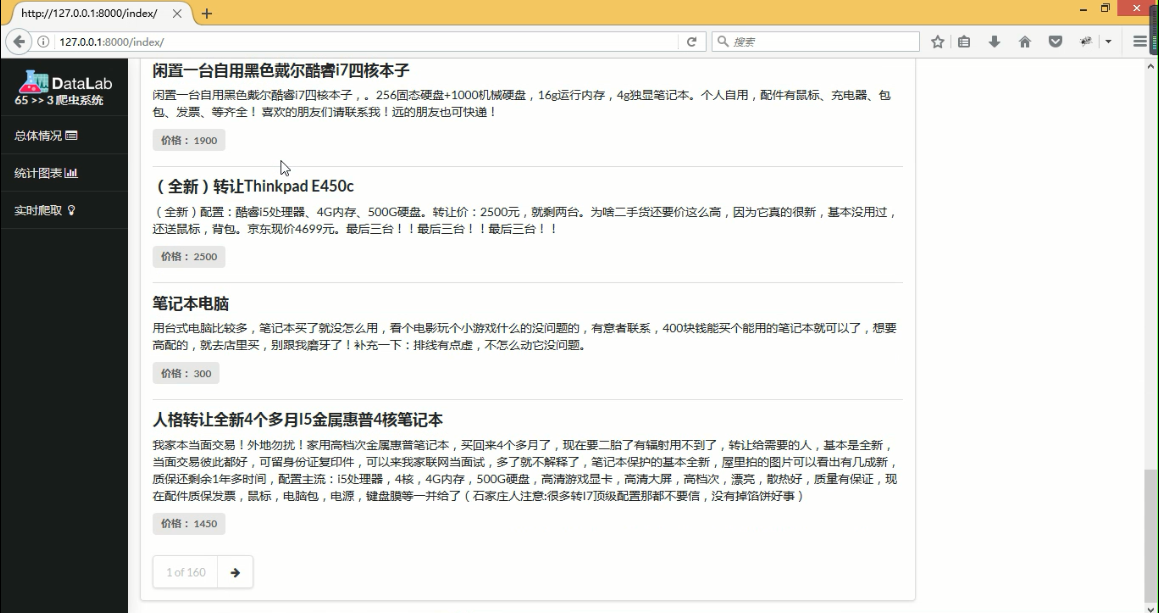 http://127.0.0.1:8000/index/
127.0.0.1:8000/index/
搜索
DataLab
65 >> 3 爬虫系统
总体情况
统计图表
实时爬取
闲置一台自用黑色戴尔酷睿i7四核本子
闲置一台自用黑色戴尔酷睿i7四核本子，。256固态硬盘+1000机械硬盘，16g运行内存，4g独显笔记本。个人自用，配件有鼠标、充电器、包
包、发票、等齐全！喜欢的朋友们请联系我！远的朋友也可快递！
价格： 1900
（全新）转让Thinkpad E450c
（全新）配置：酷睿i5处理器、4G内存、500G硬盘。转让价：2500元，就剩两台。为啥二手货还要价这么高，因为它真的很新，基本没用过，
还送鼠标，背包。京东现价4699元。最后三台！！最后三台！！最后三台！！
价格： 2500
笔记本电脑
用台式电脑比较多，笔记本买了就没怎么用，看个电影玩个小游戏什么的没问题的，有意者联系，400块钱能买个能用的笔记本就可以了，想要
高配的，就去店里买，别跟我磨牙了！补充一下：排线有点虚，不怎么动它没问题。
价格： 300
人格转让全新4个多月I5金属惠普4核笔记本
我家本当面交易！外地勿扰！家用高档次金属惠普笔记本，买回来4个多月了，现在要二胎了有辐射用不到了，转让给需要的人，基本是全新，
当面交易彼此都好，可留身份证复印件，可以来我家联网当面试，多了就不解释了，笔记本保护的基本全新，屋里拍的图片可以看出有几成新，
质保还剩余1年多时间，配置主流：i5处理器，4核，4G内存，500G硬盘，高清游戏显卡，高清大屏，高档次，漂亮，散热好，质量有保证，现
在配件质保发票，鼠标，电脑包，电源，键盘膜等一并给了（石家庄人注意:很多转I7顶级配置那都不要信，没有掉馅饼好事）
价格： 1450
1 of 160